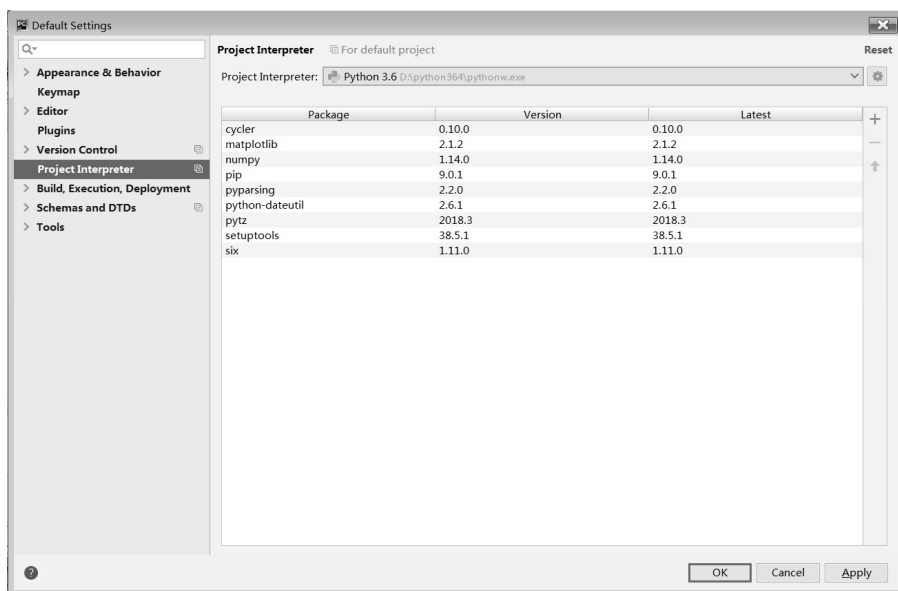 Default Settings
Project Interpreter For default project Reset
Appearance & Behavior
Keymap
Editor
Plugins
Version Control
Project Interpreter
Build, Execution, Deployment
Schemas and DTDs
Tools
Project Interpreter: Python 3.6 D:\python364\pythonw.exe
Package Version Latest
cycler 0.10.0 0.10.0
matplotlib 2.1.2 2.1.2
numpy 1.14.0 1.14.0
pip 9.0.1 9.0.1
pyparsing 2.2.0 2.2.0
python-dateutil 2.6.1 2.6.1
pytz 2018.3 2018.3
setuptools 38.5.1 38.5.1
six 1.11.0 1.11.0
? OK Cancel Apply